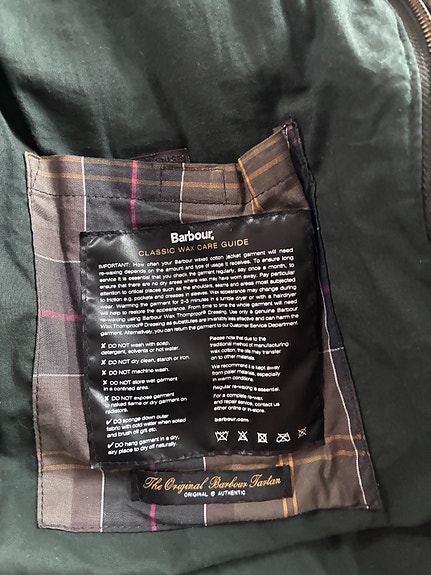 Barbour,
CLASSIC WAX CARE GUIDE
IMPORTANT: How often your Barbour waxed cotton jacket garment will need
re-waxing depends on the amount and type of usage it receives. To ensure long
service it is essential that you check the garment regularly, say once a month, to
ensure that there are no dry areas where wax may have worn away. Pay particular
attention to critical places such as the shoulders, seams and areas most subjected
to friction e.g. pockets and creases in sleeves. Wax appearance may change during
wear. Warming the garment for 2-3 minutes in a tumble dryer or with a hairdryer
will help to restore the appearance. From time to time the whole garment will need
re-waxing using Barbour Wax Thornproof® Dressing. Use only a genuine Barbour
Wax Thornproof® Dressing as substitutes are invariably less effective and can harm the
garment. Alternatively, you can return the garment to our Customer Service Department
✗ DO NOT wash with soap,
detergent, solvents or hot water.
✗ DO NOT dry clean, starch or iron.
✗ DO NOT machine wash.
✗ DO NOT store wet garment
in a confined area.
✗ DO NOT expose garment
to naked flame or dry garment on
radiators.
✓ DO sponge down outer
fabric with cold water when soiled
and brush off grit etc.
✓ DO hang garment in a dry,
airy place to dry off naturally.
Please note that due to the
traditional method of manufacturing
wax cotton, the oils may transfer
on to other materials.
We recommend it is kept away
from paler materials, especially
in warm conditions.
Regular re-waxing is essential.
For a complete re-wax
and repair service, contact us
either online or in-store.
barbour.com
The Original Barbour Tartan
ORIGINAL & AUTHENTIC